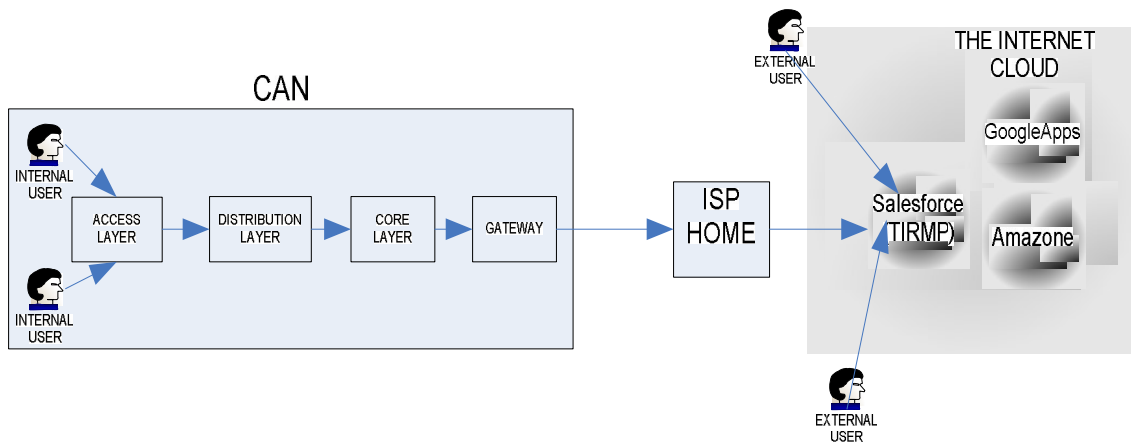 CAN
INTERNAL
USER
INTERNAL
USER
ACCESS
LAYER
DISTRIBUTION
LAYER
CORE
LAYER
GATEWAY
ISP
HOME
EXTERNAL
USER
THE INTERNET
CLOUD
GoogleApps
Salesforce
(TIRMP)
Amazone
EXTERNAL
USER